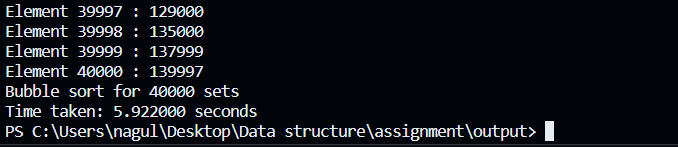 Element 39997 : 129000
Element 39998 : 135000
Element 39999 : 137999
Element 40000 : 139997
Bubble sort for 40000 sets
Time taken: 5.922000 seconds
PS C:\Users\nagul\Desktop\Data structure\assignment\output>